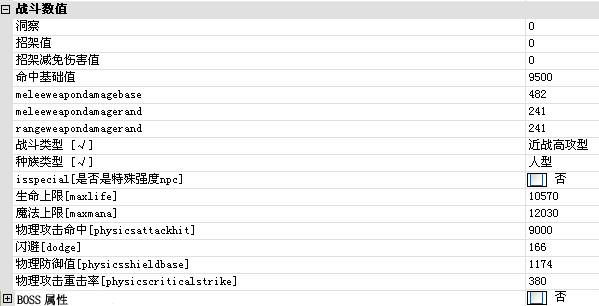 战斗数值
洞察 0
招架值 0
招架减免伤害值 0
命中基础值 9500
meleeweapondamagebase 482
meleeweapondamagerand 241
rangeweapondamagerand 241
战斗类型 [√] 近战高攻型
种族类型 [√] 人型
isspecial[是否是特殊强度npc] 否
生命上限[maxlife] 10570
魔法上限[maxmana] 12030
物理攻击命中[physicsattackhit] 9000
闪避[dodge] 166
物理防御值[physicsshieldbase] 1174
物理攻击重击率[physicscriticalstrike] 380
BOSS属性 否